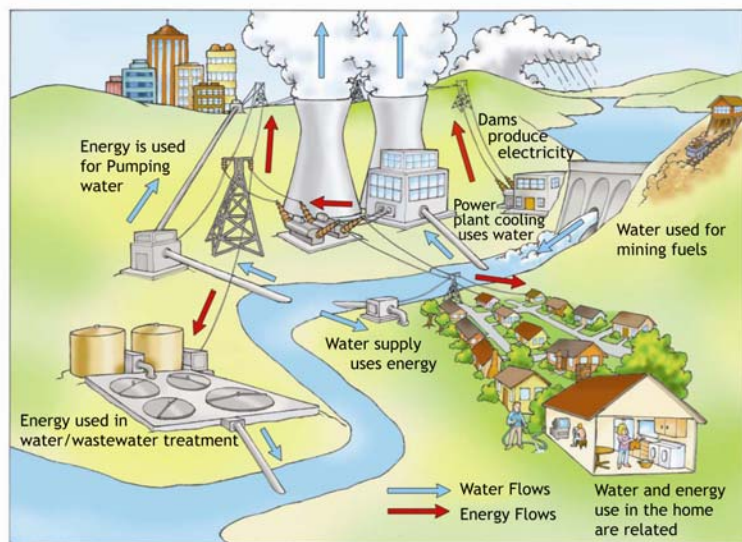 Energy is used
for Pumping
water
Dams
produce
electricity
Power
plant cooling
uses water
Water used for
mining fuels
Water supply
uses energy
Energy used in
water/wastewater treatment
Water Flows
Energy Flows
Water and energy
use in the home
are related